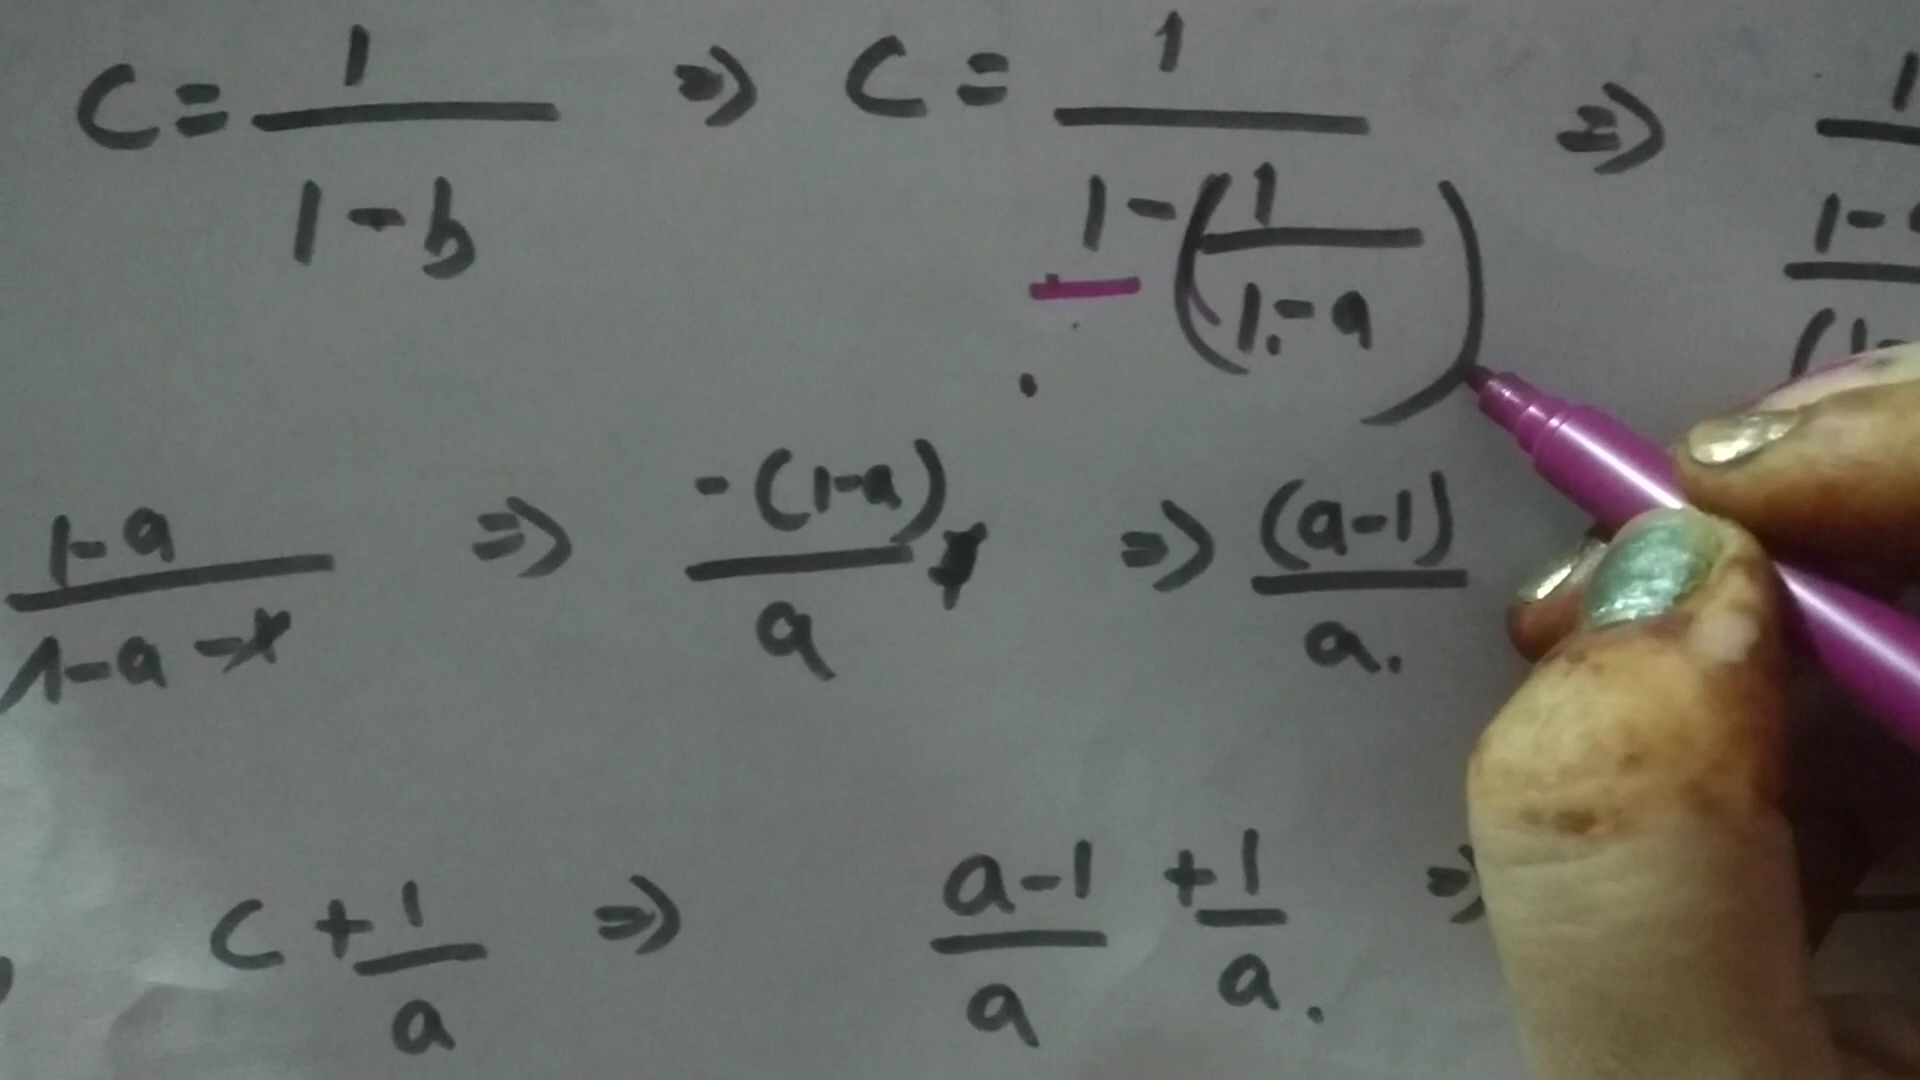 C = 1/(1-b) ⇒ C = 1/(1-(1/(1-a))) ⇒
(1-a)/(1-a-1) ⇒ -(1-a)/a ⇒ (a-1)/a.
C + 1/a ⇒ (a-1)/a + 1/a. ⇒